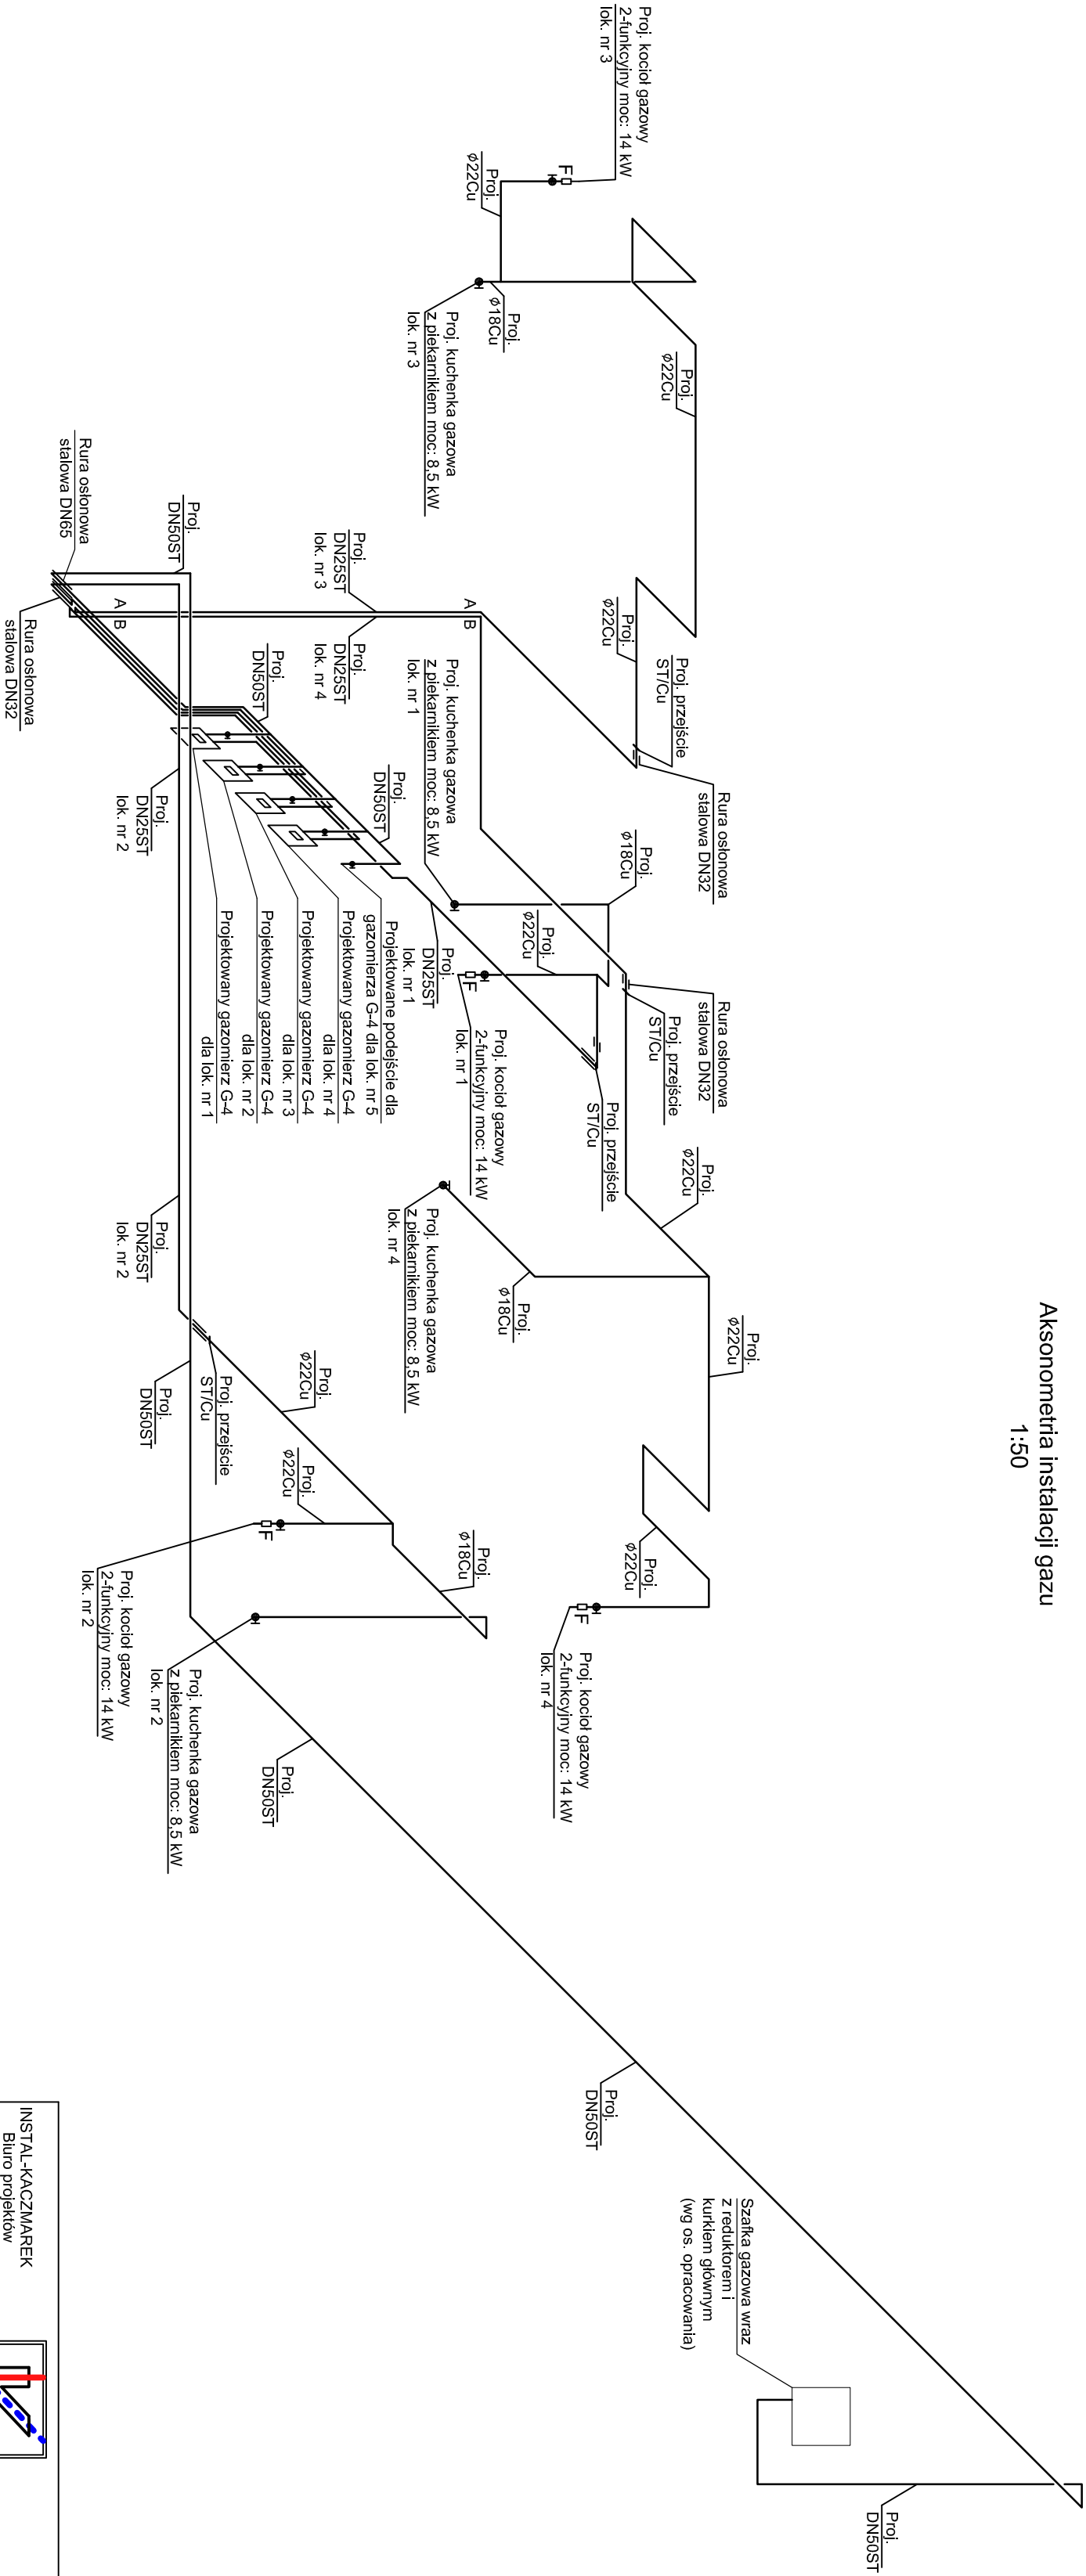 Aksonometria instalacji gazu
1:50
Proj. kocioł gazowy
2-funkcyjny moc: 14 kW
lok. nr 3
Proj.
ø22Cu
F
Proj.
ø18Cu
Proj. kuchenka gazowa
z piekarnikiem moc: 8,5 kW
lok. nr 3
Proj.
ø22Cu
Proj.
ø22Cu
Proj. przejście
ST/Cu
Rura osłonowa
stalowa DN32
Rura osłonowa
stalowa DN65
Proj.
DN50ST
Proj.
DN25ST
lok. nr 3
A
B
A
B
Rura osłonowa
stalowa DN32
Proj.
DN25ST
lok. nr 4
Proj.
DN50ST
Proj. kuchenka gazowa
z piekarnikiem moc: 8,5 kW
lok. nr 1
Proj.
DN50ST
Proj.
ø18Cu
Proj.
ø22Cu
Proj.
DN25ST
lok. nr 2
Proj.
DN25ST
lok. nr 1
F
Rura osłonowa
stalowa DN32
Proj. przejście
ST/Cu
Projektowane podejście dla
gazomierza G-4 dla lok. nr 5
Projektowany gazomierz G-4
dla lok. nr 4
Projektowany gazomierz G-4
dla lok. nr 3
Projektowany gazomierz G-4
dla lok. nr 2
Projektowany gazomierz G-4
dla lok. nr 1
Proj. kocioł gazowy
2-funkcyjny moc: 14 kW
lok. nr 1
Proj. przejście
ST/Cu
Proj.
ø22Cu
Proj. kuchenka gazowa
z piekarnikiem moc: 8,5 kW
lok. nr 4
Proj.
ø18Cu
Proj.
ø22Cu
Proj.
DN25ST
lok. nr 2
Proj.
DN50ST
Proj. przejście
ST/Cu
Proj.
ø22Cu
Proj.
ø22Cu
F
Proj.
ø18Cu
Proj.
ø22Cu
F
Proj. kocioł gazowy
2-funkcyjny moc: 14 kW
lok. nr 4
Proj. kocioł gazowy
2-funkcyjny moc: 14 kW
lok. nr 2
Proj. kuchenka gazowa
z piekarnikiem moc: 8,5 kW
lok. nr 2
Proj.
DN50ST
Proj.
DN50ST
Szafka gazowa wraz
z reduktorem i
kurkiem głównym
(wg os. opracowania)
Proj.
DN50ST
INSTAL-KACZMAREK
Biuro projektów